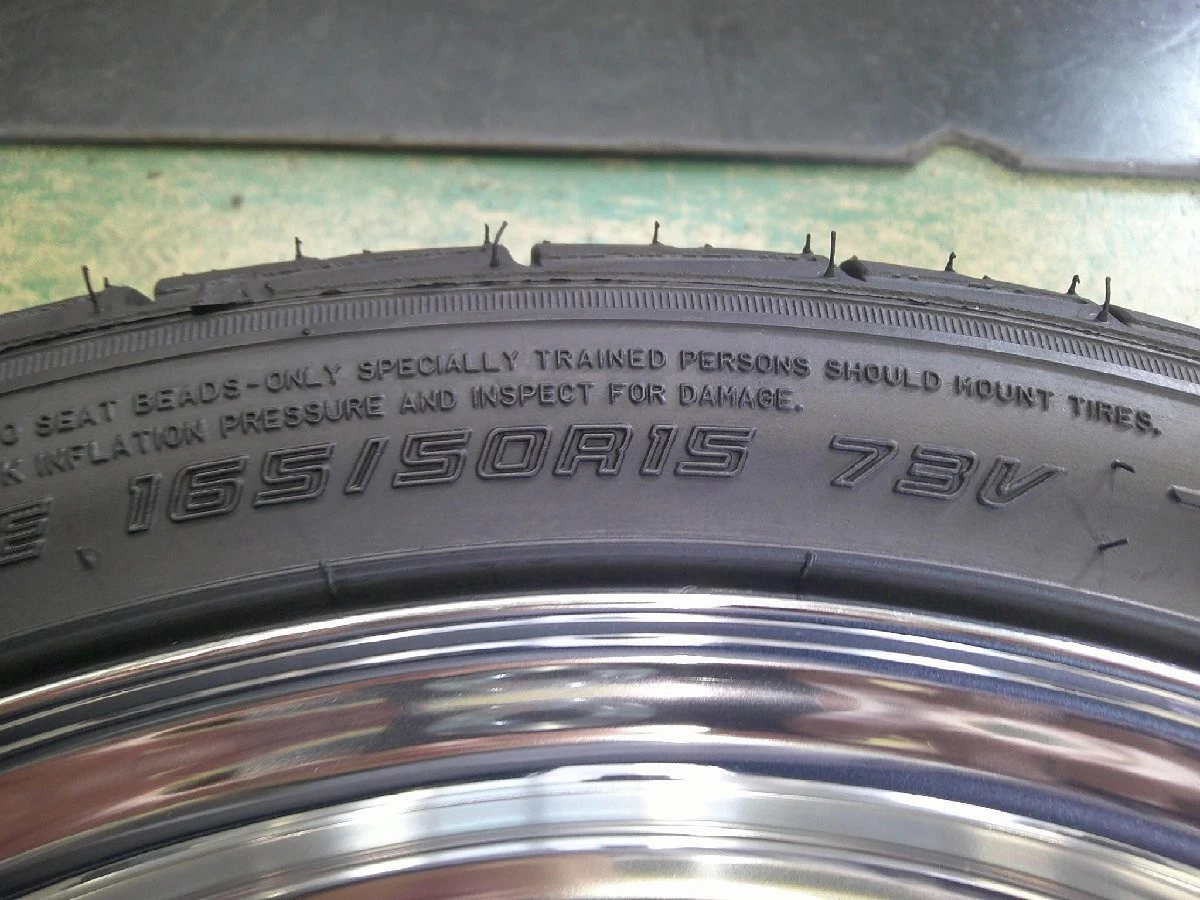 SEAT BEADS-ONLY SPECIALLY TRAINED PERSONS SHOULD MOUNT TIRES.
INFLATION PRESSURE AND INSPECT FOR DAMAGE.
165/50R15 73V